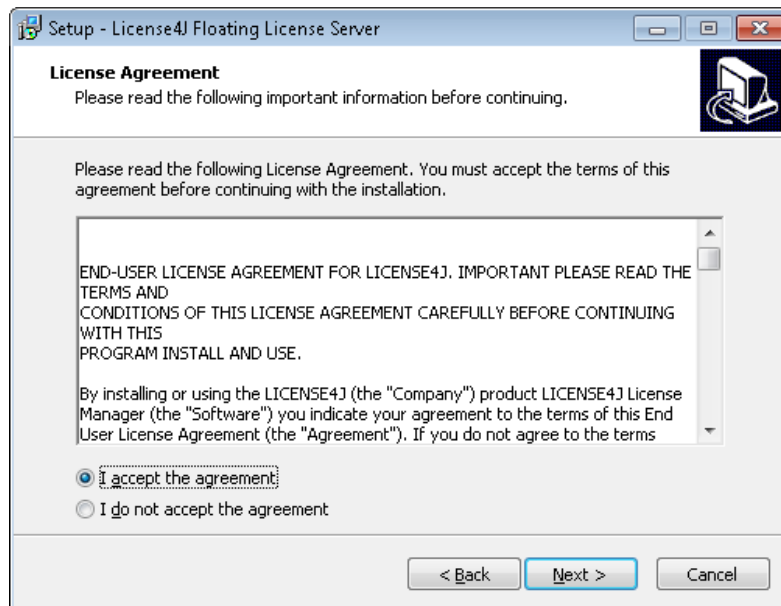 Setup - License4J Floating License Server
License Agreement
Please read the following important information before continuing.
Please read the following License Agreement. You must accept the terms of this
agreement before continuing with the installation.
END-USER LICENSE AGREEMENT FOR LICENSE4J. IMPORTANT PLEASE READ THE
TERMS AND
CONDITIONS OF THIS LICENSE AGREEMENT CAREFULLY BEFORE CONTINUING
WITH THIS
PROGRAM INSTALL AND USE.
By installing or using the LICENSE4J (the "Company") product LICENSE4J License
Manager (the "Software") you indicate your agreement to the terms of this End
User License Agreement (the "Agreement"). If you do not agree to the terms
I accept the agreement
I do not accept the agreement
< Back Next > Cancel